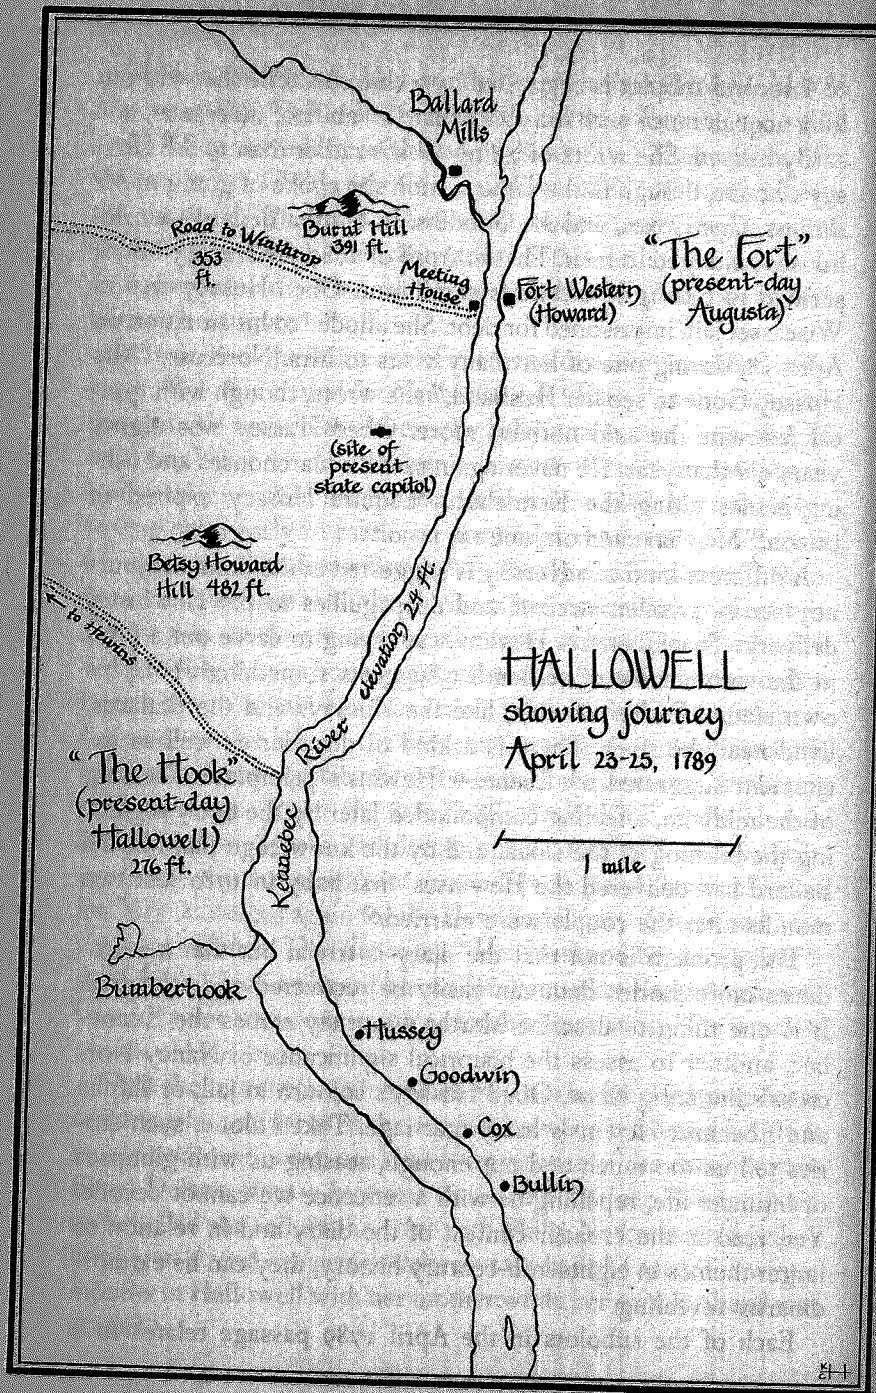 Ballard
Mills
Burnt Hill
391 ft.
Road to Winthrop
353
ft.
Meeting
House
Fort Western
(Howard)
"The Fort"
(present-day
Augusta)
(site of
present
state capitol)
Betsy Howard
Hill 482 ft.
to Hewins
Kennebec River elevation 24 ft.
HALLOWELL
showing journey
April 23-25, 1789
1 mile
"The Hook"
(present-day
Hallowell)
276 ft.
Bumberhook
Hussey
Goodwin
Cox
Bullin